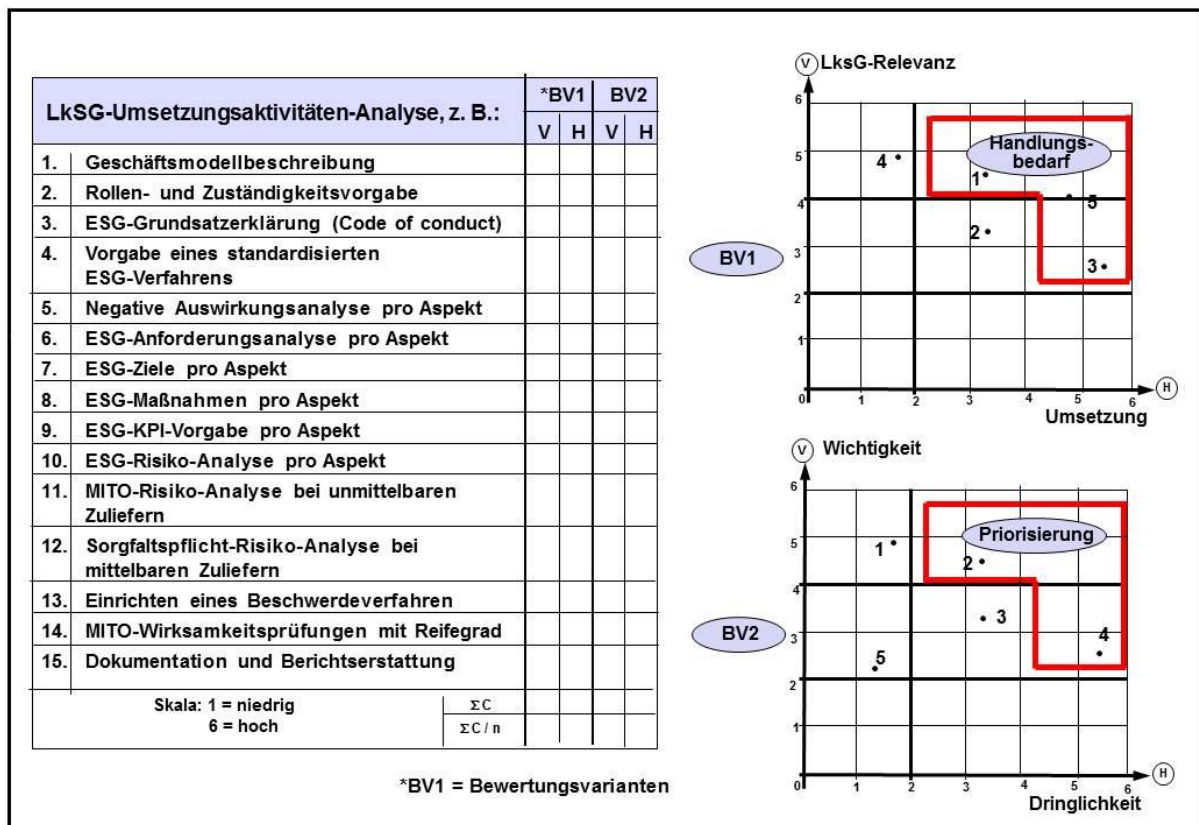 LkSG-Umsetzungsaktivitäten-Analyse, z. B.:
*BV1 BV2
V H V H
1. Geschäftsmodellbeschreibung
2. Rollen- und Zuständigkeitsvorgabe
3. ESG-Grundsatzerklärung (Code of conduct)
4. Vorgabe eines standardisierten
ESG-Verfahrens
5. Negative Auswirkungsanalyse pro Aspekt
6. ESG-Anforderungsanalyse pro Aspekt
7. ESG-Ziele pro Aspekt
8. ESG-Maßnahmen pro Aspekt
9. ESG-KPI-Vorgabe pro Aspekt
10. ESG-Risiko-Analyse pro Aspekt
11. MITO-Risiko-Analyse bei unmittelbaren
Zuliefern
12. Sorgfaltspflicht-Risiko-Analyse bei
mittelbaren Zuliefern
13. Einrichten eines Beschwerdeverfahren
14. MITO-Wirksamkeitsprüfungen mit Reifegrad
15. Dokumentation und Berichtserstattung
Skala: 1 = niedrig
6 = hoch
ΣC
ΣC / n
*BV1 = Bewertungsvarianten
V LksG-Relevanz
6
5
4
3
2
1
0 1 2 3 4 5 6
H
Umsetzung
BV1
Handlungs-
bedarf
4
1
5
2
3
V Wichtigkeit
6
5
4
3
2
1
0 1 2 3 4 5 6
H
Dringlichkeit
BV2
Priorisierung
1
2
3
4
5